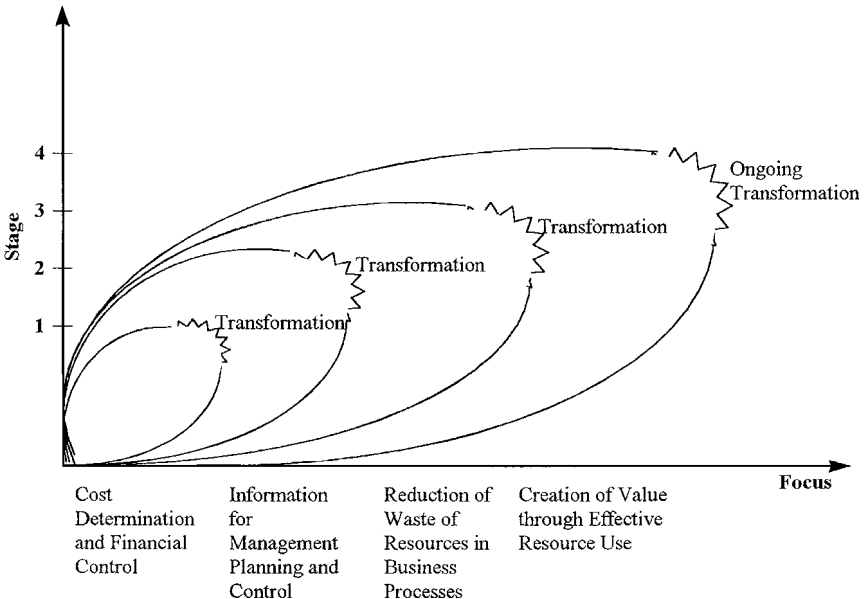 4
3
2
1
Stage
Ongoing
Transformation
Transformation
Transformation
Transformation
Focus
Cost
Determination
and Financial
Control
Information
for
Management
Planning and
Control
Reduction of
Waste of
Resources in
Business
Processes
Creation of Value
through Effective
Resource Use